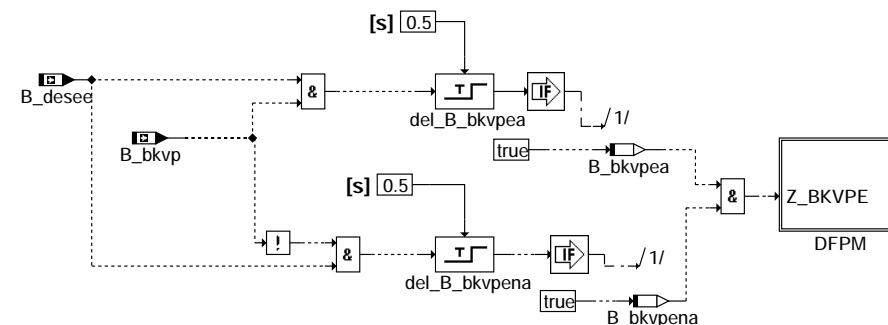 [s] 0.5
B_desee
&
T
IF
del_B_bkvpea
/1/
B_bkvp
true
B_bkvpea
[s] 0.5
&
Z_BKVPE
DFPM
!
&
T
IF
/1/
del_B_bkvpena
true
B_bkvpena